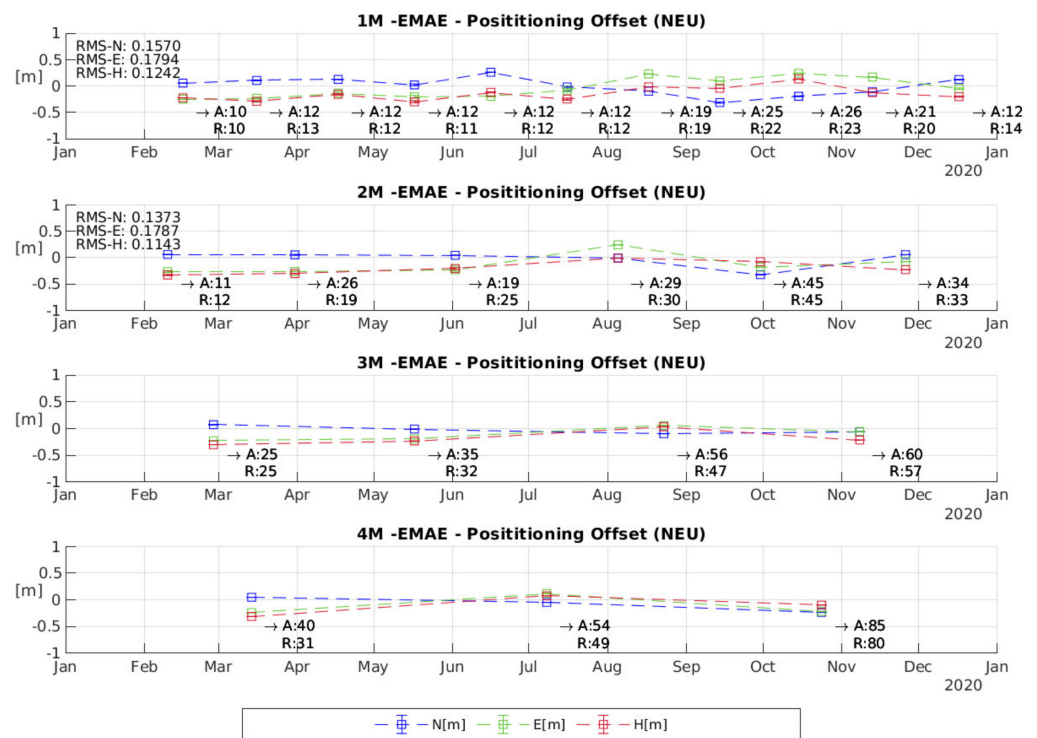 1M -EMAE - Posititioning Offset (NEU)
1
RMS-N: 0.1570
0.5
RMS-E: 0.1794
[m]
RMS-H: 0.1242
0
-0.5
→ A:10 → A:12 → A:12 → A:12 → A:12 → A:12 → A:19 → A:25 → A:26 → A:21 → A:12
R:10 R:13 R:12 R:11 R:12 R:12 R:19 R:22 R:23 R:20 R:14
-1
Jan Feb Mar Apr May Jun Jul Aug Sep Oct Nov Dec Jan
2020
2M -EMAE - Posititioning Offset (NEU)
1
RMS-N: 0.1373
0.5
RMS-E: 0.1787
[m]
RMS-H: 0.1143
0
-0.5
→ A:11 → A:26 → A:19 → A:29 → A:45 → A:34
R:12 R:19 R:25 R:30 R:45 R:33
-1
Jan Feb Mar Apr May Jun Jul Aug Sep Oct Nov Dec Jan
2020
3M -EMAE - Posititioning Offset (NEU)
1
0.5
[m]
0
-0.5
→ A:25 → A:35 → A:56 → A:60
R:25 R:32 R:47 R:57
-1
Jan Feb Mar Apr May Jun Jul Aug Sep Oct Nov Dec Jan
2020
4M -EMAE - Posititioning Offset (NEU)
1
0.5
[m]
0
-0.5
→ A:40 → A:54 → A:85
R:31 R:49 R:80
-1
Jan Feb Mar Apr May Jun Jul Aug Sep Oct Nov Dec Jan
2020
N[m] E[m] H[m]